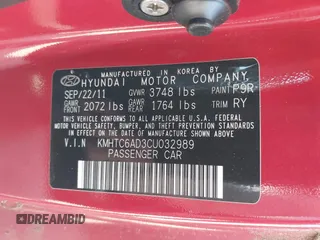 MANUFACTURED IN KOREA BY
HYUNDAI MOTOR COMPANY
SEP/22/11 GVWR 3748 lbs PAINT P9R
GAWR FRONT 2072 lbs GAWR REAR 1764 lbs TRIM RY
THIS VEHICLE CONFORMS TO ALL APPLICABLE U.S. FEDERAL
MOTOR VEHICLE SAFETY, BUMPER, AND THEFT PREVENTION
STANDARDS IN EFFECT ON THE DATE OF MANUFACTURE SHOWN ABOVE.
V.I.N KMHTC6AD3CU032989
PASSENGER CAR
DREAMBID